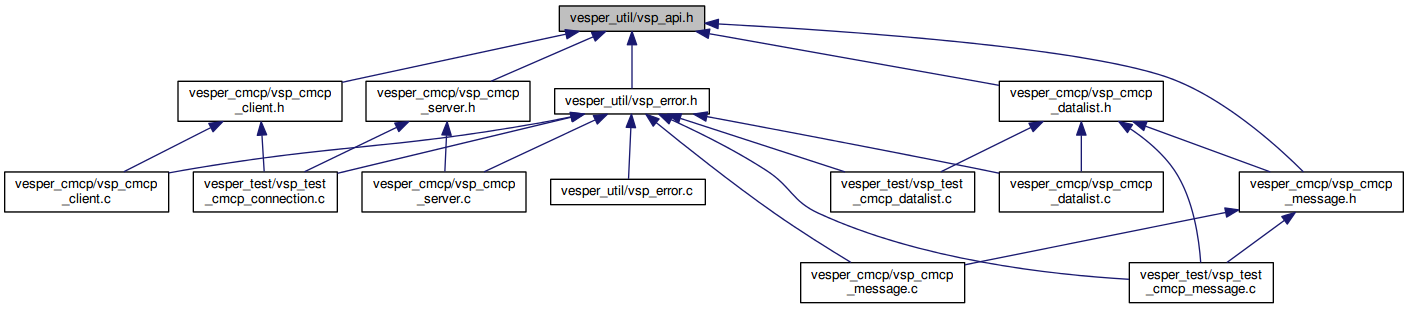 vesper_util/vsp_api.h
vesper_cmcp/vsp_cmcp
_client.h
vesper_cmcp/vsp_cmcp
_server.h
vesper_util/vsp_error.h
vesper_cmcp/vsp_cmcp
_datalist.h
vesper_cmcp/vsp_cmcp
_client.c
vesper_test/vsp_test
_cmcp_connection.c
vesper_cmcp/vsp_cmcp
_server.c
vesper_util/vsp_error.c
vesper_test/vsp_test
_cmcp_datalist.c
vesper_cmcp/vsp_cmcp
_datalist.c
vesper_cmcp/vsp_cmcp
_message.h
vesper_cmcp/vsp_cmcp
_message.c
vesper_test/vsp_test
_cmcp_message.c